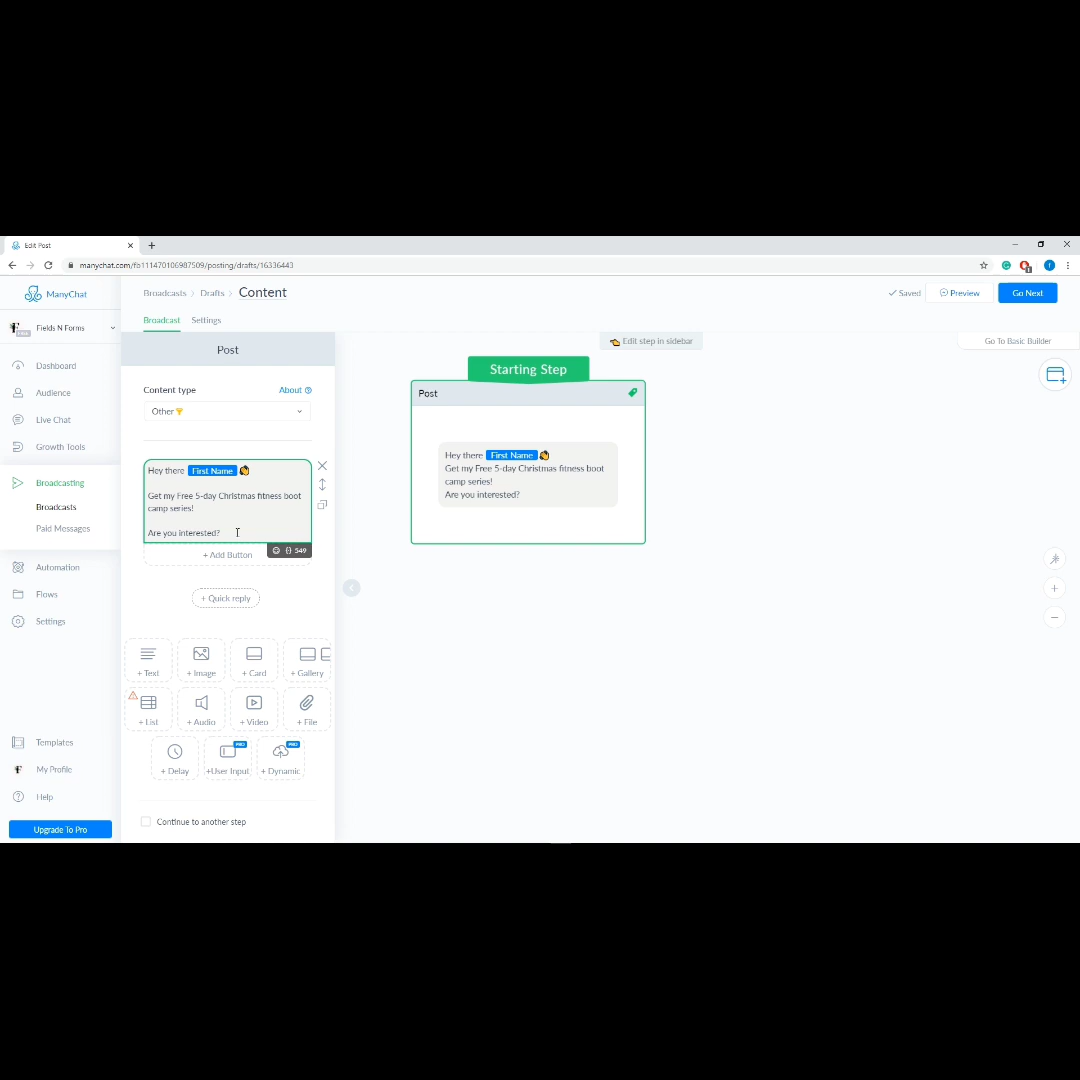 Edit Post
manychat.com/fb111470106987509/posting/drafts/16336443
ManyChat
Broadcasts
Drafts
Content
Saved
Preview
Go Next
Fields N Forms
Broadcast
Settings
Post
Edit step in sidebar
Go To Basic Builder
Dashboard
Audience
Live Chat
Growth Tools
Broadcasting
Broadcasts
Paid Messages
Automation
Flows
Settings
Templates
My Profile
Help
Upgrade To Pro
Content type
About
Other
Hey there First Name
Get my Free 5-day Christmas fitness boot
camp series!
Are you interested?
549
+ Add Button
+ Quick reply
+ Text
+ Image
+ Card
+ Gallery
+ List
+ Audio
+ Video
+ File
PRO
PRO
+ Delay
+User Input
+ Dynamic
Continue to another step
Starting Step
Post
Hey there First Name
Get my Free 5-day Christmas fitness boot
camp series!
Are you interested?